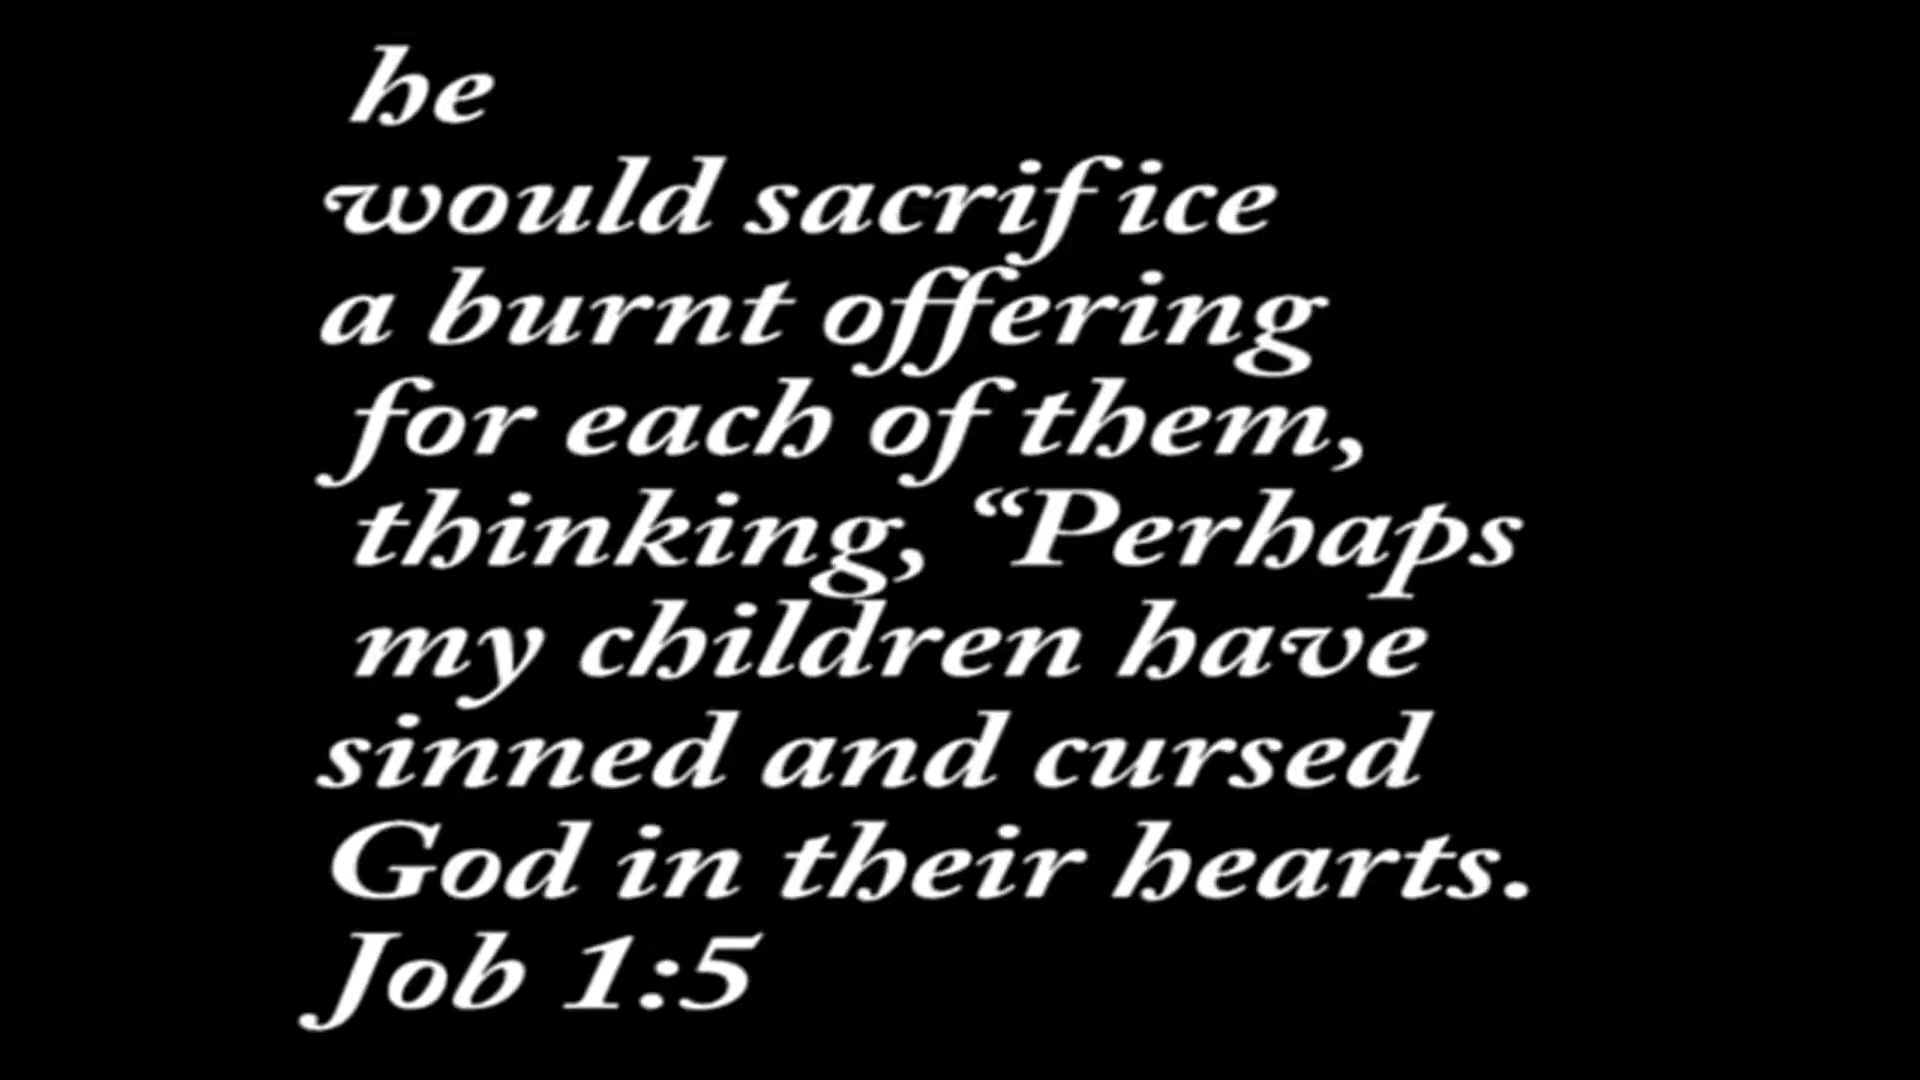 he
would sacrifice
a burnt offering
for each of them,
thinking, “Perhaps
my children have
sinned and cursed
God in their hearts.
Job 1:5